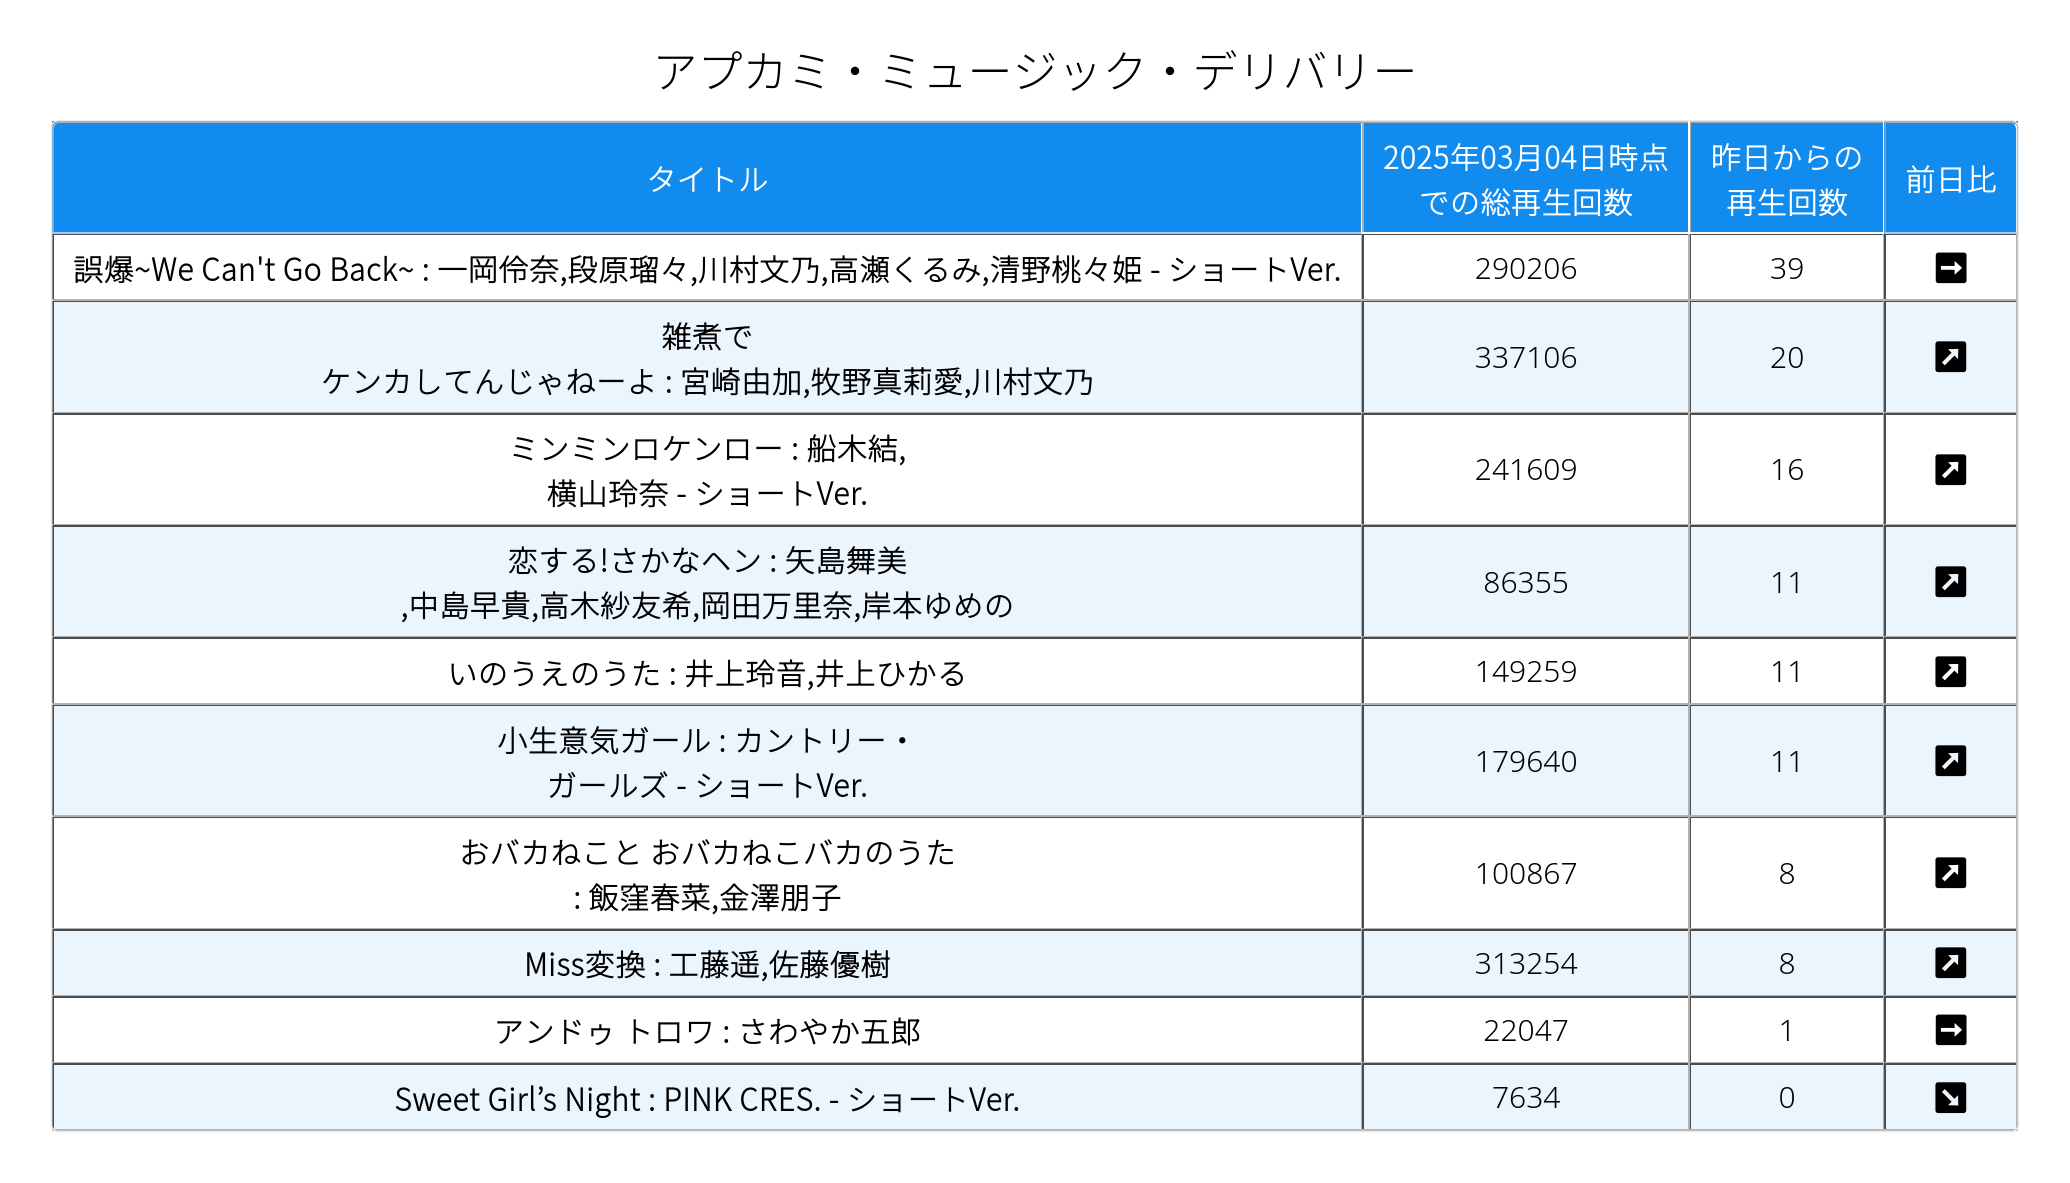 アプカミ・ミュージック・デリバリー
タイトル
2025年03月04日時点
での総再生回数
昨日からの
再生回数
前日比
誤爆~We Can't Go Back~ : 一岡伶奈,段原瑠々,川村文乃,高瀬くるみ,清野桃々姫 - ショートVer.
290206
39
雑煮で
ケンカしてんじゃねーよ : 宮崎由加,牧野真莉愛,川村文乃
337106
20
ミンミンロケンロー : 船木結,
横山玲奈 - ショートVer.
241609
16
恋する!さかなヘン : 矢島舞美
,中島早貴,高木紗友希,岡田万里奈,岸本ゆめの
86355
11
いのうえのうた : 井上玲音,井上ひかる
149259
11
小生意気ガール : カントリー・
ガールズ - ショートVer.
179640
11
おバカねこと おバカねこバカのうた
: 飯窪春菜,金澤朋子
100867
8
Miss変換 : 工藤遥,佐藤優樹
313254
8
アンドゥ トロワ : さわやか五郎
22047
1
Sweet Girl’s Night : PINK CRES. - ショートVer.
7634
0